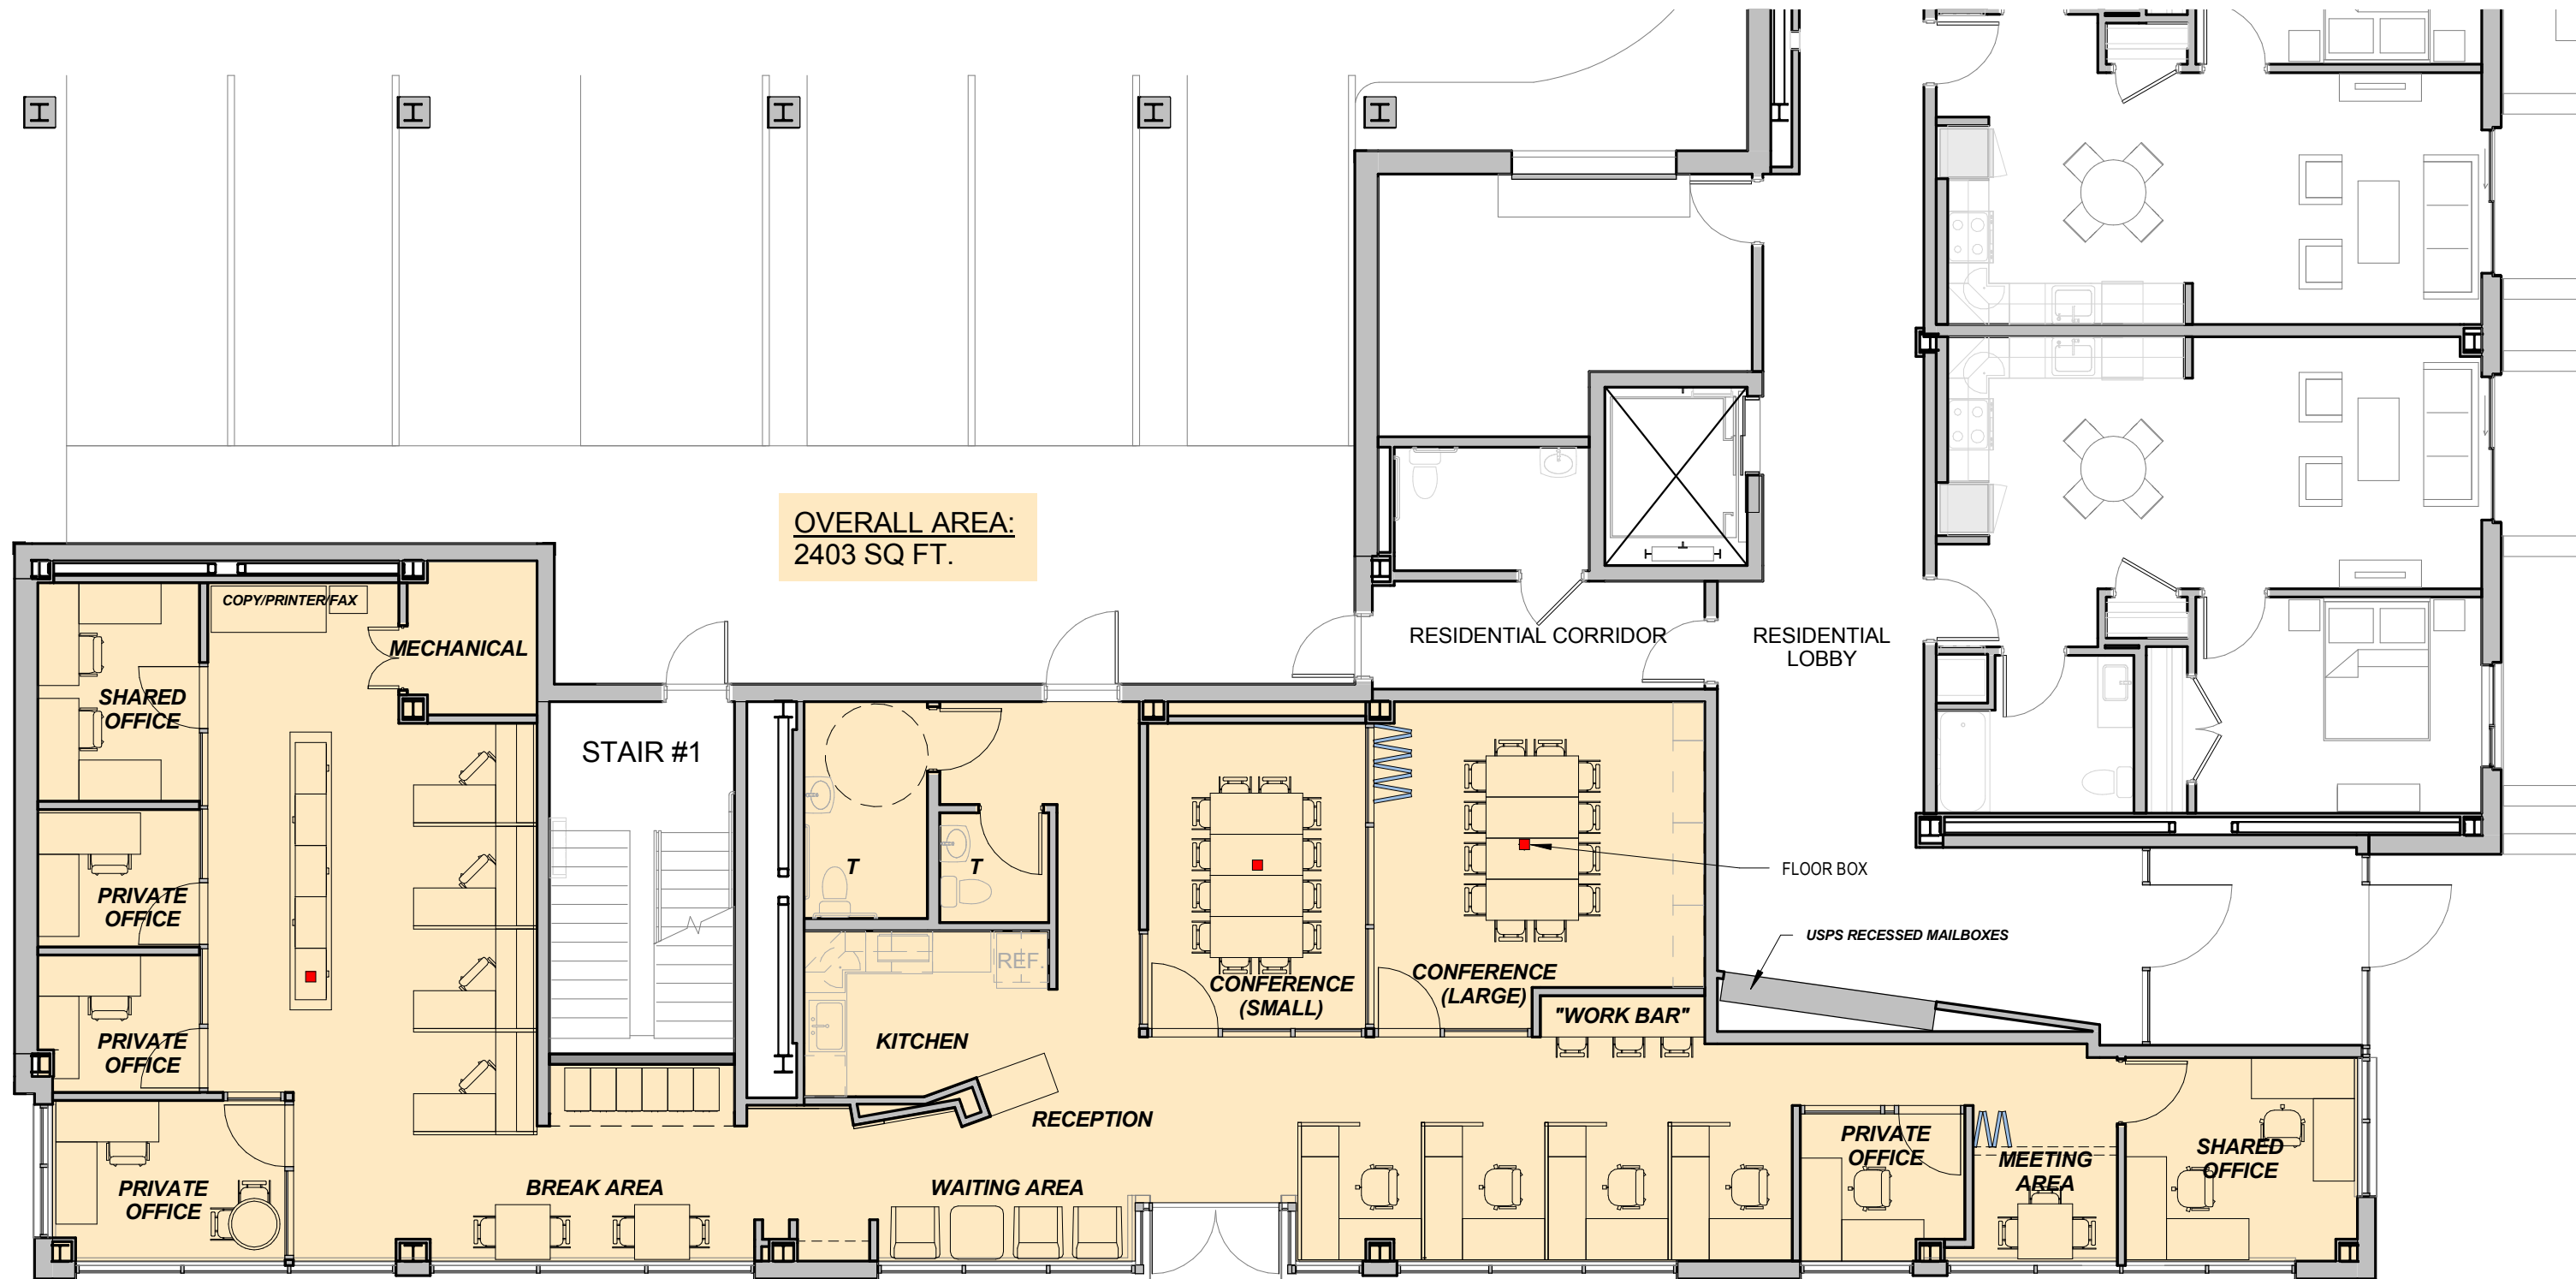 OVERALL AREA:
2403 SQ FT.
COPY/PRINTER/FAX
MECHANICAL
SHARED
OFFICE
PRIVATE
OFFICE
PRIVATE
OFFICE
PRIVATE
OFFICE
STAIR #1
BREAK AREA
T
T
REF.
KITCHEN
RECEPTION
WAITING AREA
CONFERENCE
(SMALL)
CONFERENCE
(LARGE)
"WORK BAR"
RESIDENTIAL CORRIDOR
RESIDENTIAL
LOBBY
FLOOR BOX
USPS RECESSED MAILBOXES
PRIVATE
OFFICE
MEETING
AREA
SHARED
OFFICE